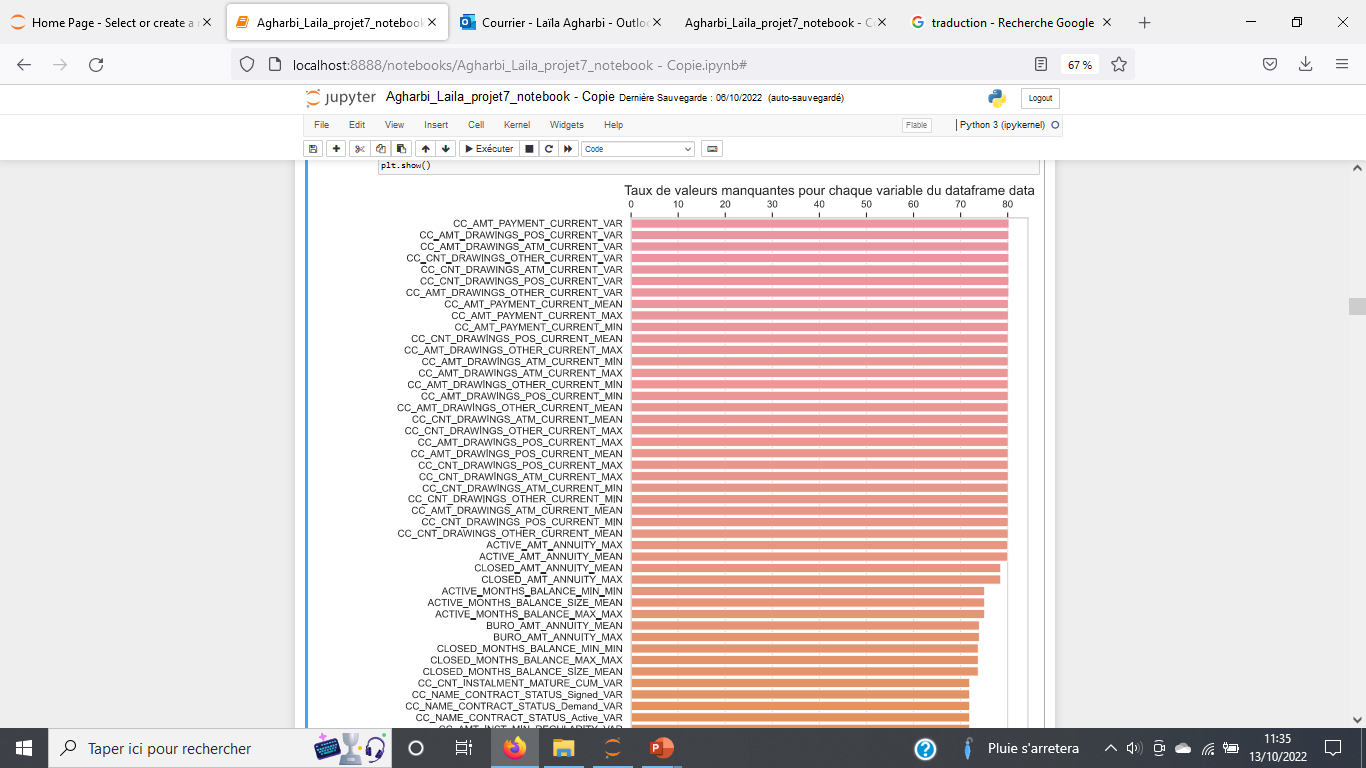 Home Page - Select or create a
Agharbi_Laila_projet7_notebook
Courrier - Laïla Agharbi - Outlo
Agharbi_Laila_projet7_notebook - C
traduction - Recherche Google
localhost:8888/notebooks/Agharbi_Laila_projet7_notebook - Copie.ipynb#
67 %
jupyter Agharbi_Laila_projet7_notebook - Copie Dernière Sauvegarde : 06/10/2022 (auto-sauvegardé)
Logout
File Edit View Insert Cell Kernel Widgets Help
Fiable
Python 3 (ipykernel)
Exécuter
Code
plt.show()
Taux de valeurs manquantes pour chaque variable du dataframe data
0 10 20 30 40 50 60 70 80
CC_AMT_PAYMENT_CURRENT_VAR
CC_AMT_DRAWINGS_POS_CURRENT_VAR
CC_AMT_DRAWINGS_ATM_CURRENT_VAR
CC_CNT_DRAWINGS_OTHER_CURRENT_VAR
CC_CNT_DRAWINGS_ATM_CURRENT_VAR
CC_CNT_DRAWINGS_POS_CURRENT_VAR
CC_AMT_DRAWINGS_OTHER_CURRENT_VAR
CC_AMT_PAYMENT_CURRENT_MEAN
CC_AMT_PAYMENT_CURRENT_MAX
CC_AMT_PAYMENT_CURRENT_MIN
CC_CNT_DRAWINGS_POS_CURRENT_MEAN
CC_AMT_DRAWINGS_OTHER_CURRENT_MAX
CC_AMT_DRAWINGS_ATM_CURRENT_MIN
CC_AMT_DRAWINGS_ATM_CURRENT_MAX
CC_AMT_DRAWINGS_OTHER_CURRENT_MIN
CC_AMT_DRAWINGS_POS_CURRENT_MIN
CC_AMT_DRAWINGS_OTHER_CURRENT_MEAN
CC_CNT_DRAWINGS_ATM_CURRENT_MEAN
CC_CNT_DRAWINGS_OTHER_CURRENT_MAX
CC_AMT_DRAWINGS_POS_CURRENT_MAX
CC_AMT_DRAWINGS_POS_CURRENT_MEAN
CC_CNT_DRAWINGS_POS_CURRENT_MAX
CC_CNT_DRAWINGS_ATM_CURRENT_MAX
CC_CNT_DRAWINGS_ATM_CURRENT_MIN
CC_CNT_DRAWINGS_OTHER_CURRENT_MIN
CC_AMT_DRAWINGS_ATM_CURRENT_MEAN
CC_CNT_DRAWINGS_POS_CURRENT_MIN
CC_CNT_DRAWINGS_OTHER_CURRENT_MEAN
ACTIVE_AMT_ANNUITY_MAX
ACTIVE_AMT_ANNUITY_MEAN
CLOSED_AMT_ANNUITY_MEAN
CLOSED_AMT_ANNUITY_MAX
ACTIVE_MONTHS_BALANCE_MIN_MIN
ACTIVE_MONTHS_BALANCE_SIZE_MEAN
ACTIVE_MONTHS_BALANCE_MAX_MAX
BURO_AMT_ANNUITY_MEAN
BURO_AMT_ANNUITY_MAX
CLOSED_MONTHS_BALANCE_MIN_MIN
CLOSED_MONTHS_BALANCE_MAX_MAX
CLOSED_MONTHS_BALANCE_SIZE_MEAN
CC_CNT_INSTALMENT_MATURE_CUM_VAR
CC_NAME_CONTRACT_STATUS_Signed_VAR
CC_NAME_CONTRACT_STATUS_Demand_VAR
CC_NAME_CONTRACT_STATUS_Active_VAR
Taper ici pour rechercher
Pluie s'arretera
11:35
13/10/2022